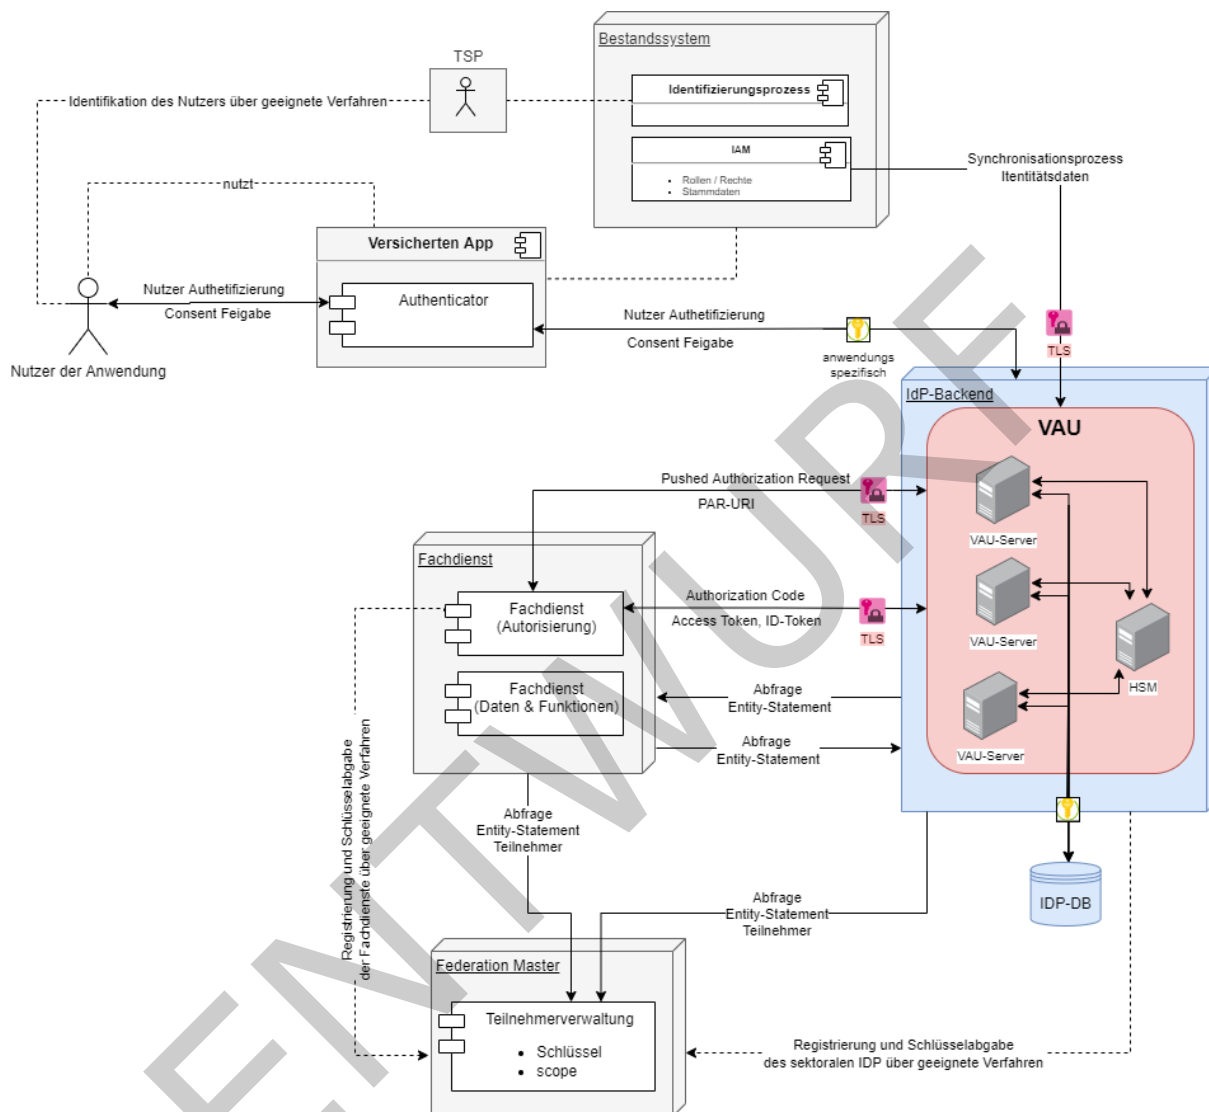 Bestandssystem
TSP
Identifikation des Nutzers über geeignete Verfahren
Identifizierungsprozess
IAM
Rollen / Rechte
Stammdaten
Synchronisationsprozess
Itentitätsdaten
nutzt
Versicherten App
Authenticator
Nutzer Authetifizierung
Consent Feigabe
Nutzer der Anwendung
Nutzer Authetifizierung
Consent Feigabe
anwendungs
spezifisch
TLS
IdP-Backend
VAU
Pushed Authorization Request
PAR-URI
TLS
VAU-Server
Fachdienst
Fachdienst
(Autorisierung)
Authorization Code
Access Token, ID-Token
TLS
VAU-Server
HSM
Fachdienst
(Daten & Funktionen)
Abfrage
Entity-Statement
Abfrage
Entity-Statement
VAU-Server
Registrierung und Schlüsselabgabe
der Fachdienste über geeignete Verfahren
Abfrage
Entity-Statement
Teilnehmer
Abfrage
Entity-Statement
Teilnehmer
IDP-DB
Federation Master
Teilnehmerverwaltung
Schlüssel
scope
Registrierung und Schlüsselabgabe
des sektoralen IDP über geeignete Verfahren
ENTWURF